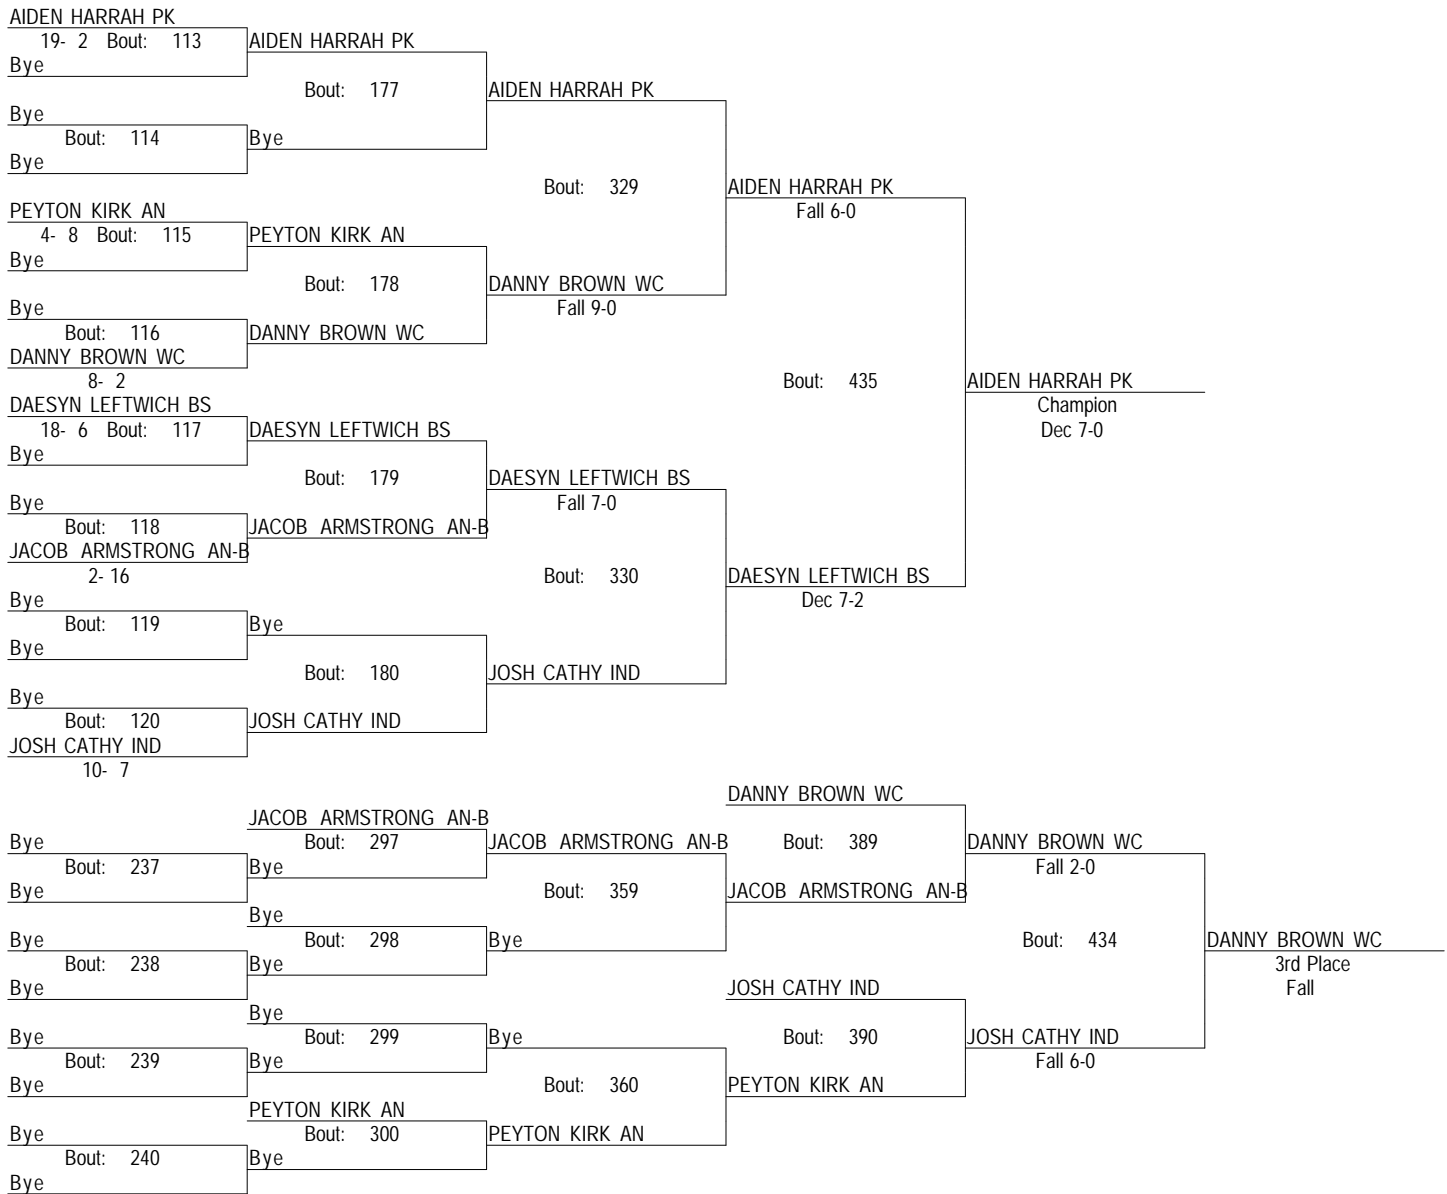 AIDEN HARRAH PK
19- 2 Bout: 113
AIDEN HARRAH PK
Bye
Bout: 177
AIDEN HARRAH PK
Bye
Bout: 114
Bye
Bye
Bout: 329
AIDEN HARRAH PK
Fall 6-0
PEYTON KIRK AN
4- 8 Bout: 115
PEYTON KIRK AN
Bye
Bout: 178
DANNY BROWN WC
Fall 9-0
Bye
Bout: 116
DANNY BROWN WC
DANNY BROWN WC
8- 2
Bout: 435
AIDEN HARRAH PK
Champion
Dec 7-0
DAESYN LEFTWICH BS
18- 6 Bout: 117
DAESYN LEFTWICH BS
Bye
Bout: 179
DAESYN LEFTWICH BS
Fall 7-0
Bye
Bout: 118
JACOB ARMSTRONG AN-B
JACOB ARMSTRONG AN-B
2- 16
Bout: 330
DAESYN LEFTWICH BS
Dec 7-2
Bye
Bout: 119
Bye
Bye
Bout: 180
JOSH CATHY IND
Bye
Bout: 120
JOSH CATHY IND
JOSH CATHY IND
10- 7
DANNY BROWN WC
JACOB ARMSTRONG AN-B
Bye
Bout: 297
JACOB ARMSTRONG AN-B
Bout: 389
DANNY BROWN WC
Fall 2-0
Bout: 237
Bye
Bye
Bout: 359
JACOB ARMSTRONG AN-B
Bye
Bye
Bout: 298
Bye
Bout: 434
DANNY BROWN WC
3rd Place
Fall
Bout: 238
Bye
Bye
JOSH CATHY IND
Bye
Bye
Bout: 299
Bye
Bout: 390
JOSH CATHY IND
Fall 6-0
Bout: 239
Bye
Bye
Bout: 360
PEYTON KIRK AN
PEYTON KIRK AN
Bye
Bout: 300
PEYTON KIRK AN
Bout: 240
Bye
Bye